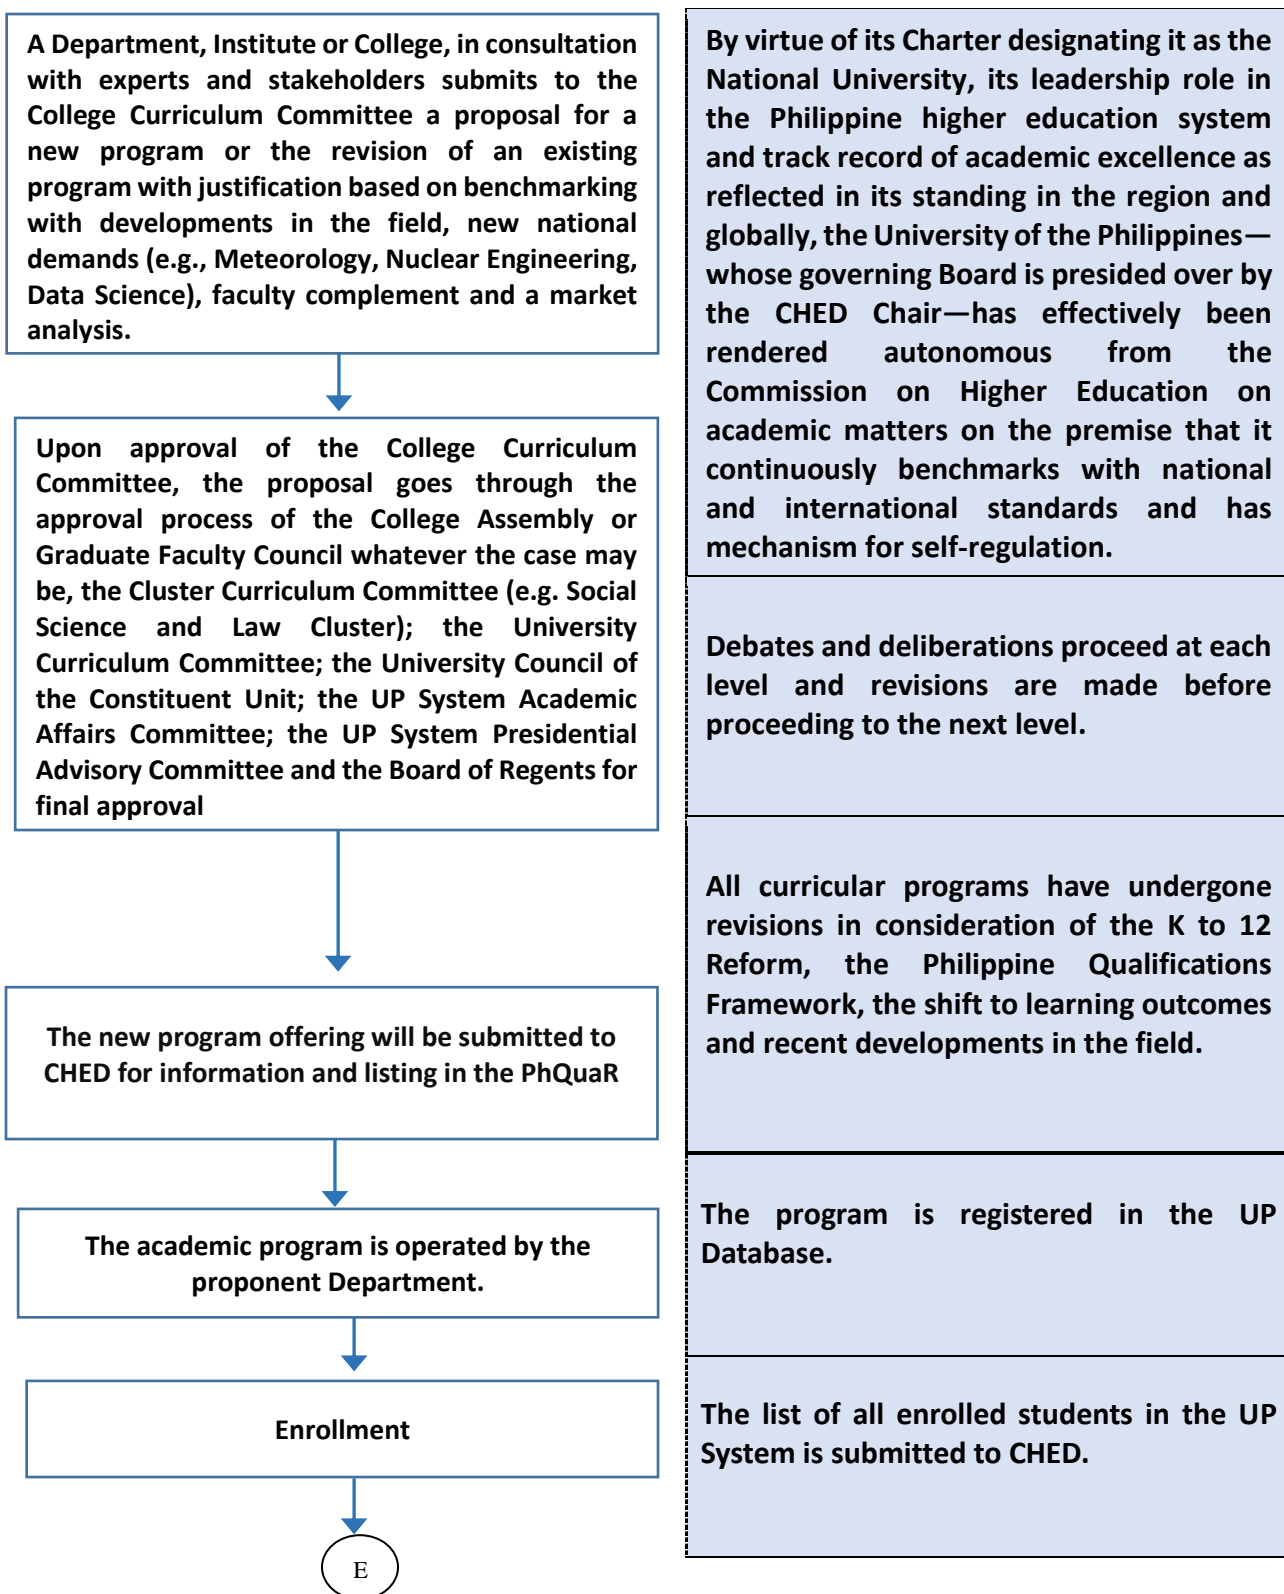 A Department, Institute or College, in consultation
with experts and stakeholders submits to the
College Curriculum Committee a proposal for a
new program or the revision of an existing
program with justification based on benchmarking
with developments in the field, new national
demands (e.g., Meteorology, Nuclear Engineering,
Data Science), faculty complement and a market
analysis.
Upon approval of the College Curriculum
Committee, the proposal goes through the
approval process of the College Assembly or
Graduate Faculty Council whatever the case may
be, the Cluster Curriculum Committee (e.g. Social
Science and Law Cluster); the University
Curriculum Committee; the University Council of
the Constituent Unit; the UP System Academic
Affairs Committee; the UP System Presidential
Advisory Committee and the Board of Regents for
final approval
The new program offering will be submitted to
CHED for information and listing in the PhQuaR
The academic program is operated by the
proponent Department.
Enrollment
E
By virtue of its Charter designating it as the
National University, its leadership role in
the Philippine higher education system
and track record of academic excellence as
reflected in its standing in the region and
globally, the University of the Philippines—
whose governing Board is presided over by
the CHED Chair—has effectively been
rendered autonomous from the
Commission on Higher Education on
academic matters on the premise that it
continuously benchmarks with national
and international standards and has
mechanism for self-regulation.
Debates and deliberations proceed at each
level and revisions are made before
proceeding to the next level.
All curricular programs have undergone
revisions in consideration of the K to 12
Reform, the Philippine Qualifications
Framework, the shift to learning outcomes
and recent developments in the field.
The program is registered in the UP
Database.
The list of all enrolled students in the UP
System is submitted to CHED.